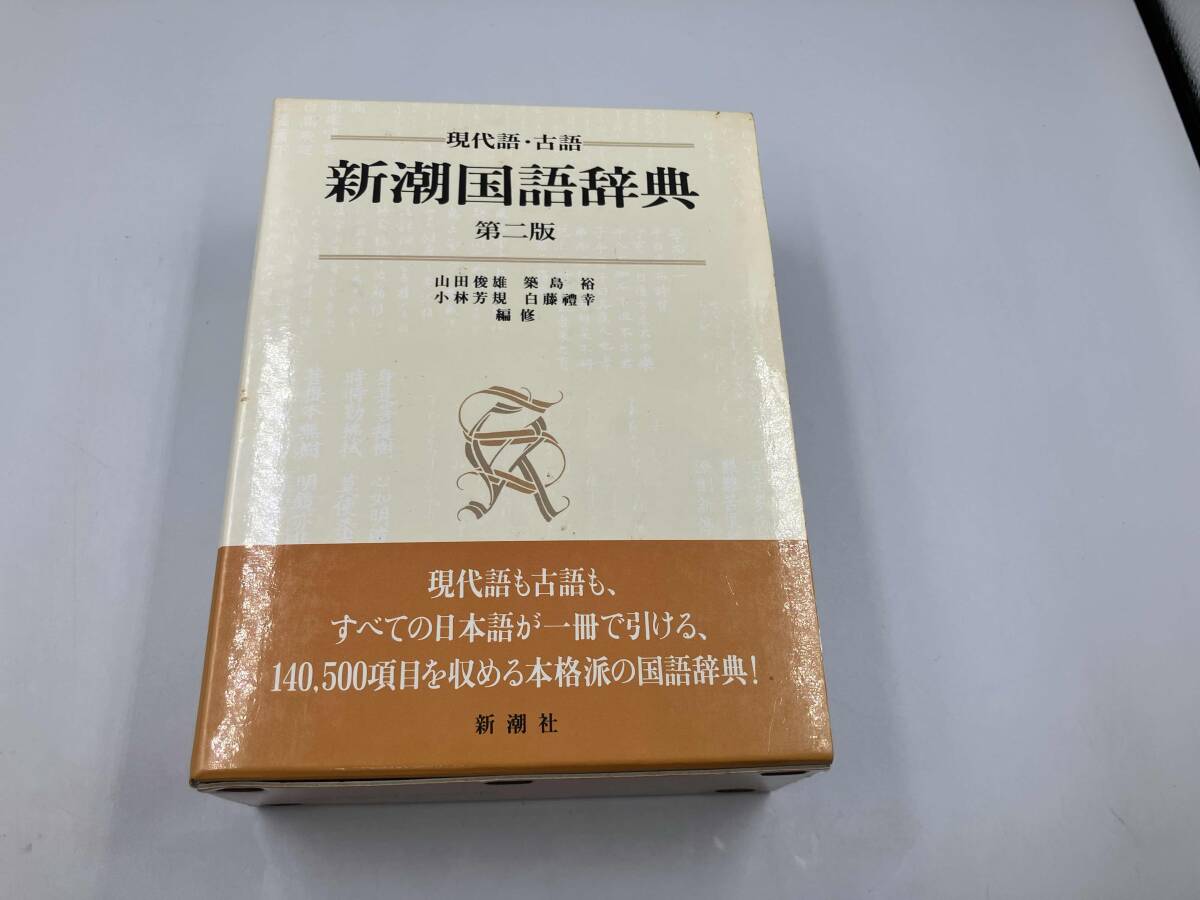 現代語・古語
新潮国語辞典
第二版
山田俊雄 築島 裕
小林芳規 白藤禮幸
編修
現代語も古語も、
すべての日本語が一冊で引ける、
140,500項目を収める本格派の国語辞典!
新潮社